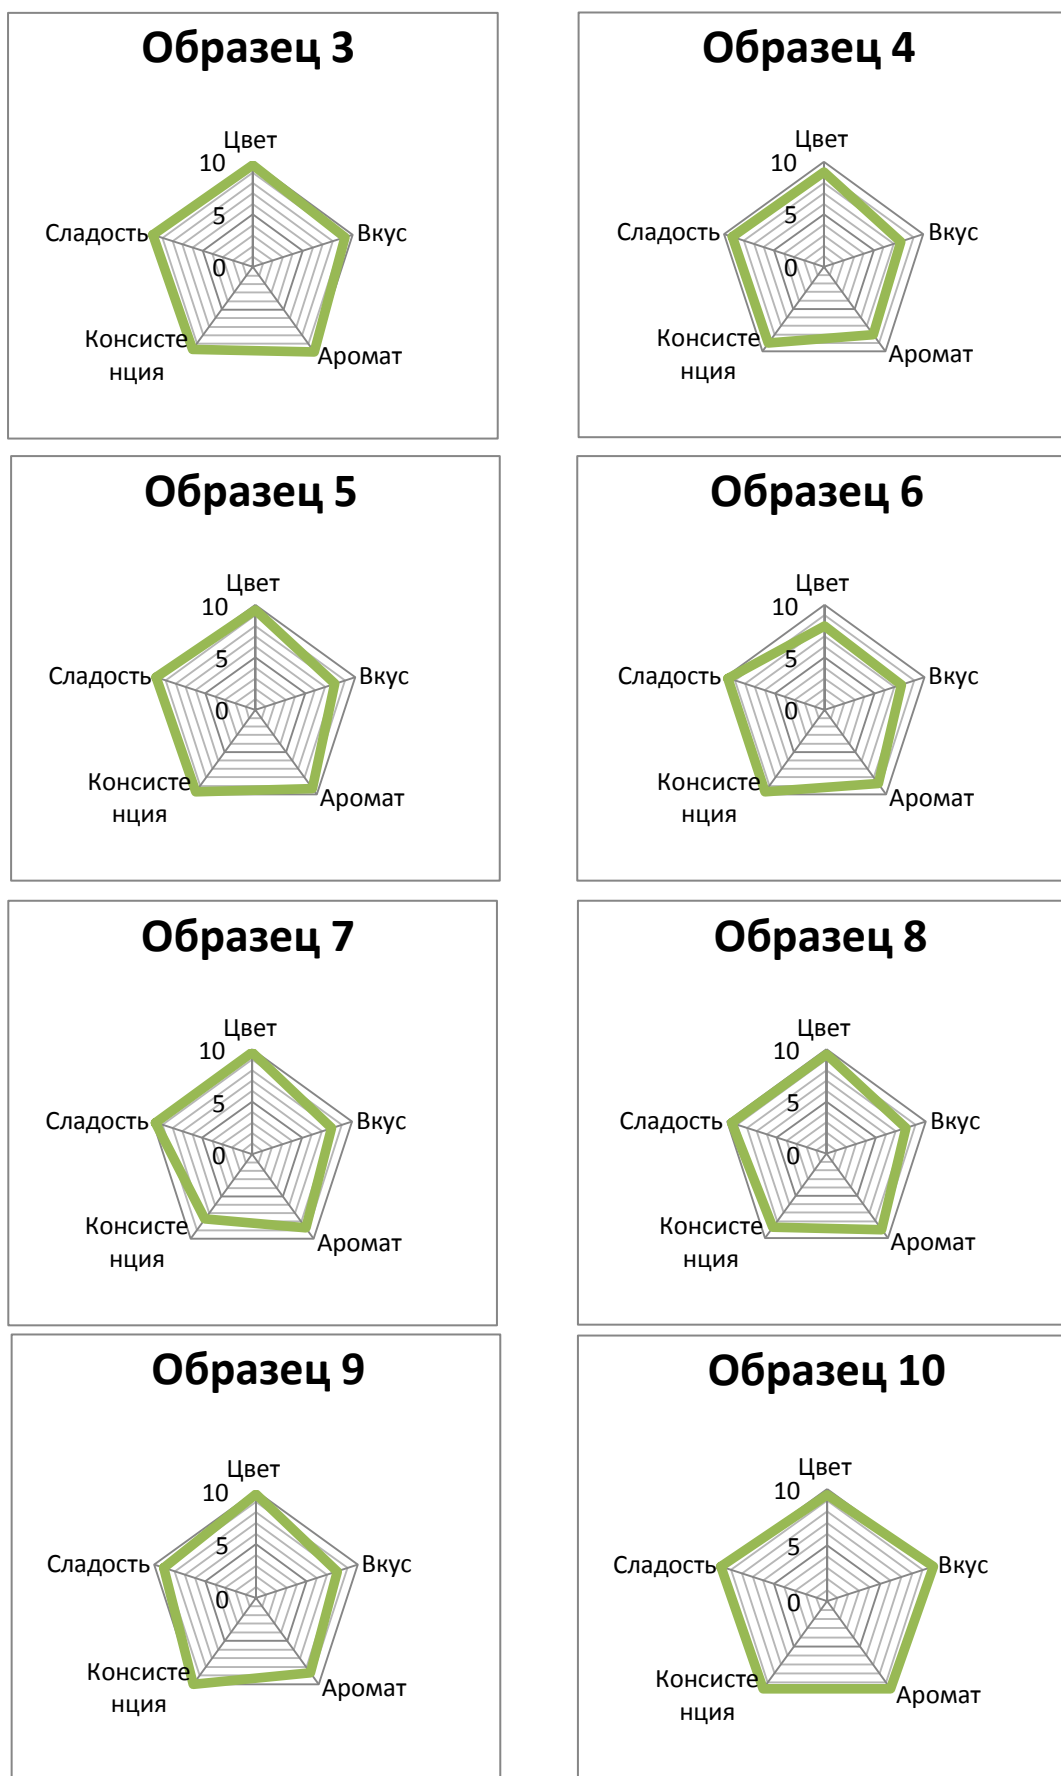 Образец 3
Цвет
10
5
0
Вкус
Аромат
Консисте
нция
Сладость
Образец 4
Цвет
10
5
0
Вкус
Аромат
Консисте
нция
Сладость
Образец 5
Цвет
10
5
0
Вкус
Аромат
Консисте
нция
Сладость
Образец 6
Цвет
10
5
0
Вкус
Аромат
Консисте
нция
Сладость
Образец 7
Цвет
10
5
0
Вкус
Аромат
Консисте
нция
Сладость
Образец 8
Цвет
10
5
0
Вкус
Аромат
Консисте
нция
Сладость
Образец 9
Цвет
10
5
0
Вкус
Аромат
Консисте
нция
Сладость
Образец 10
Цвет
10
5
0
Вкус
Аромат
Консисте
нция
Сладость